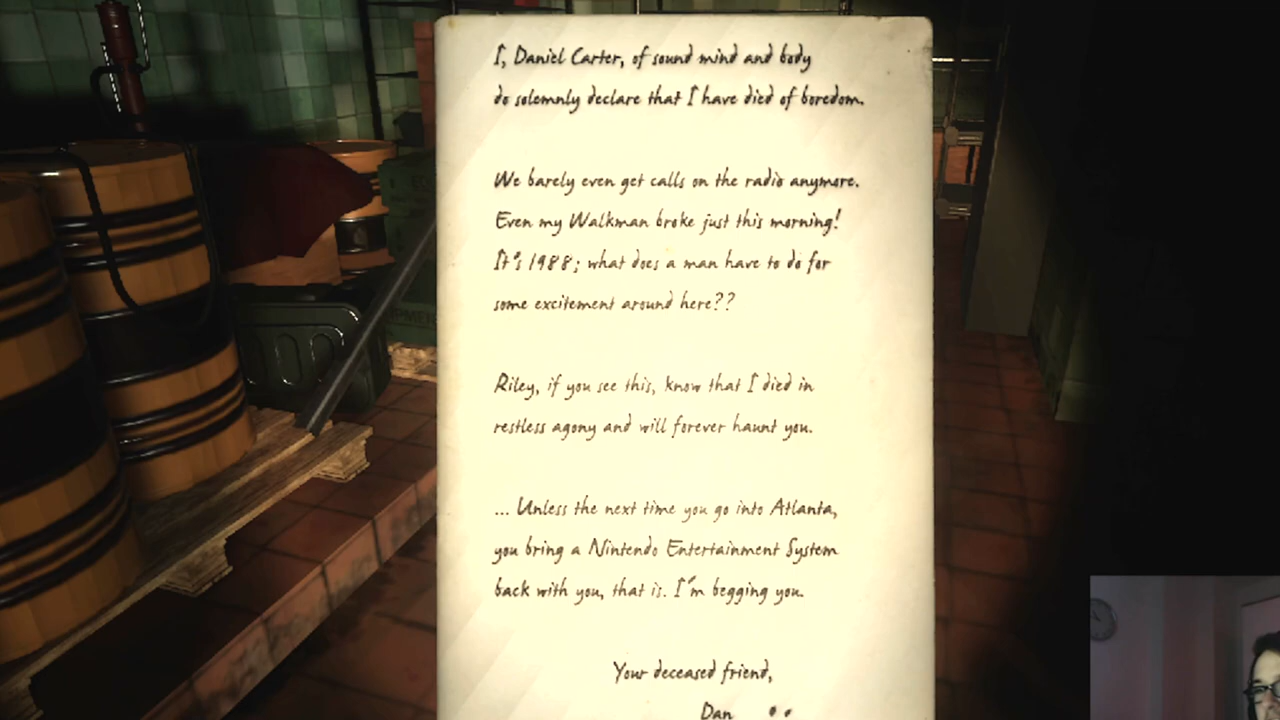 I, Daniel Carter, of sound mind and body
do solemnly declare that I have died of boredom.
We barely even get calls on the radio anymore.
Even my Walkman broke just this morning!
It's 1988; what does a man have to do for
some excitement around here??
Riley, if you see this, know that I died in
restless agony and will forever haunt you.
... Unless the next time you go into Atlanta,
you bring a Nintendo Entertainment System
back with you, that is. I'm begging you.
Your deceased friend,
Dan